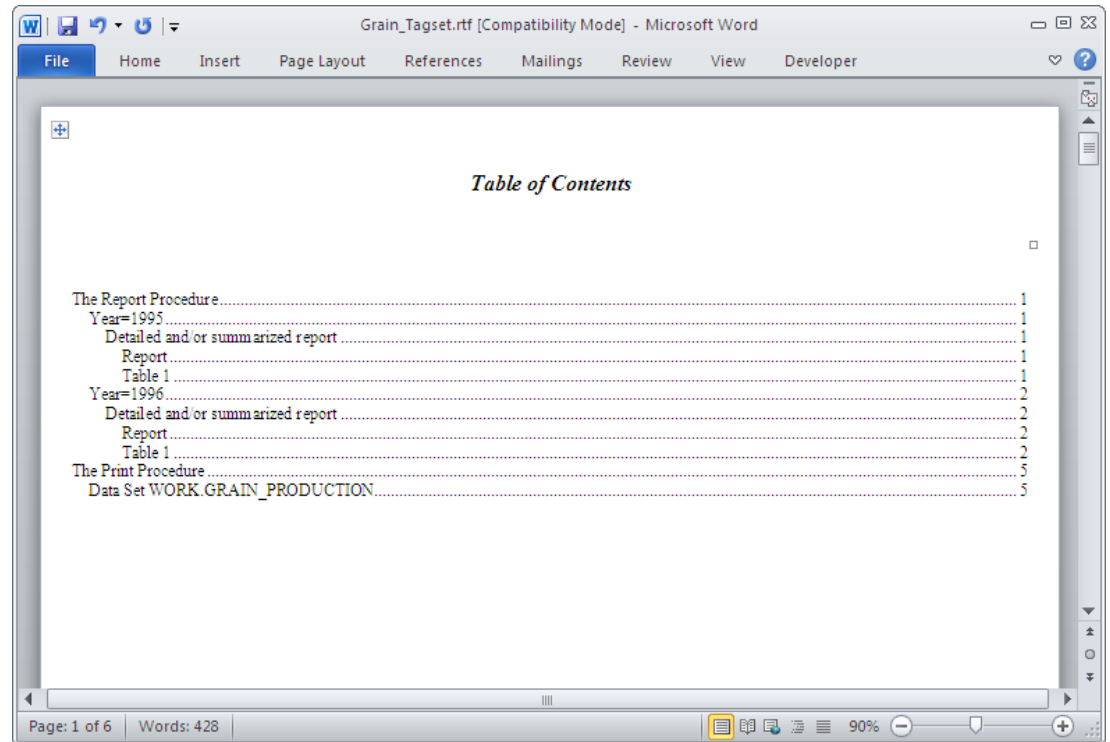 Grain_Tagset.rtf [Compatibility Mode] - Microsoft Word
File Home Insert Page Layout References Mailings Review View Developer
Table of Contents
The Report Procedure 1
Year=1995 1
Detailed and/or summarized report 1
Report 1
Table 1 1
Year=1996 2
Detailed and/or summarized report 2
Report 2
Table 1 2
The Print Procedure 5
Data Set WORK.GRAIN_PRODUCTION 5
Page: 1 of 6 Words: 428 90%